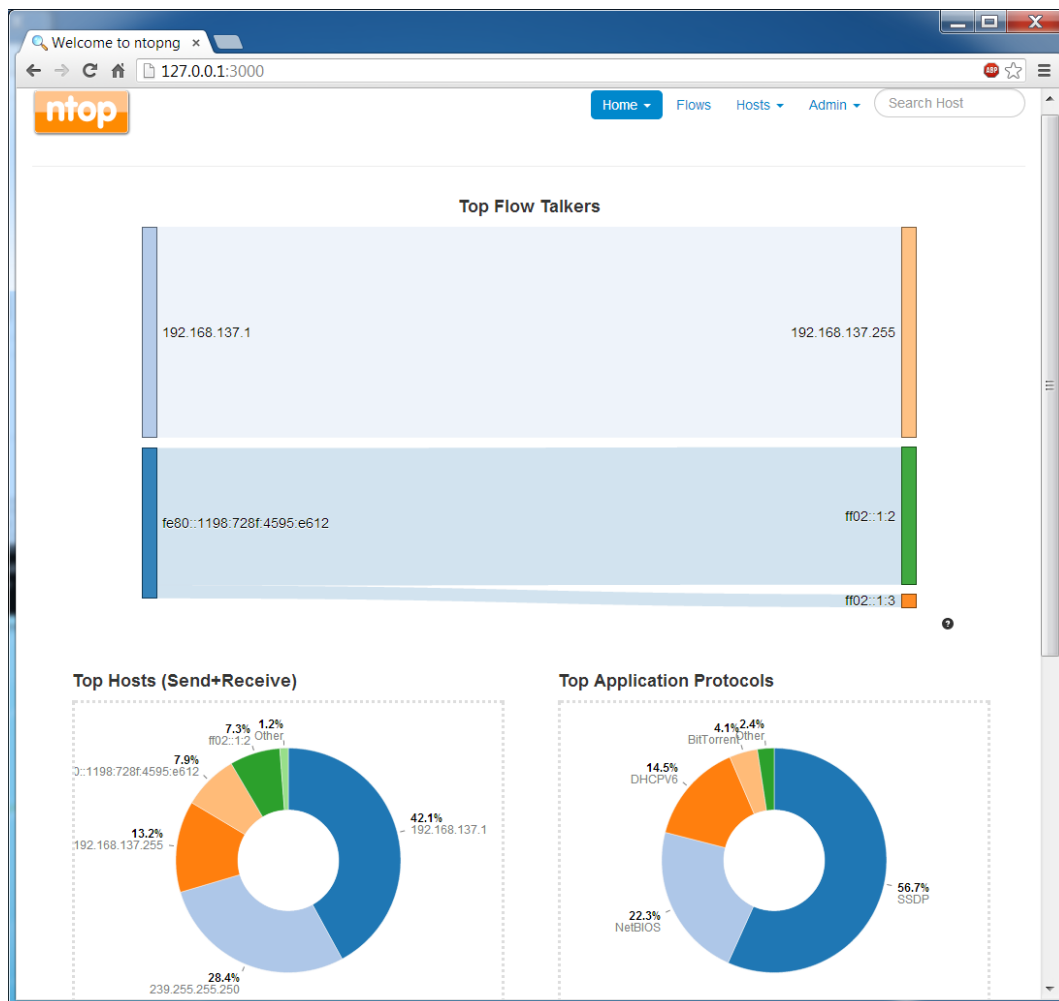 Welcome to ntopng
127.0.0.1:3000
ABP
ntop
Home
Flows
Hosts
Admin
Search Host
Top Flow Talkers
192.168.137.1
192.168.137.255
fe80::1198:728f:4595:e612
ff02::1:2
ff02::1:3
?
Top Hosts (Send+Receive)
42.1%
192.168.137.1
28.4%
239.255.255.250
13.2%
192.168.137.255
7.9%
0::1198:728f:4595:e612
7.3%
ff02::1:2
1.2%
Other
Top Application Protocols
56.7%
SSDP
22.3%
NetBIOS
14.5%
DHCPV6
4.1%
BitTorrent
2.4%
Other